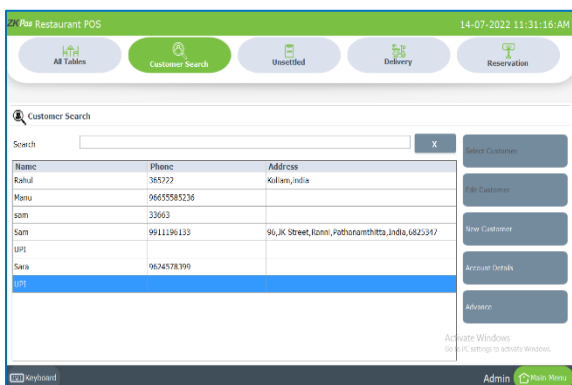 ZKPos Restaurant POS
14-07-2022 11:31:16:AM
All Tables
Customer Search
Unsettled
Delivery
Reservation
Customer Search
Search
X
Name Phone Address
Rahul 365222 Kollam,india
Manu 96655585236
sam 33663
Sam 9911196133 96,JK Street,Ranni,Pathanamthitta,India,6825347
UPI
Sara 9624578399
UPI
Select Customer
Edit Customer
New Customer
Account Details
Advance
Activate Windows
Go to PC settings to activate Windows.
Keyboard
Admin
Main Menu